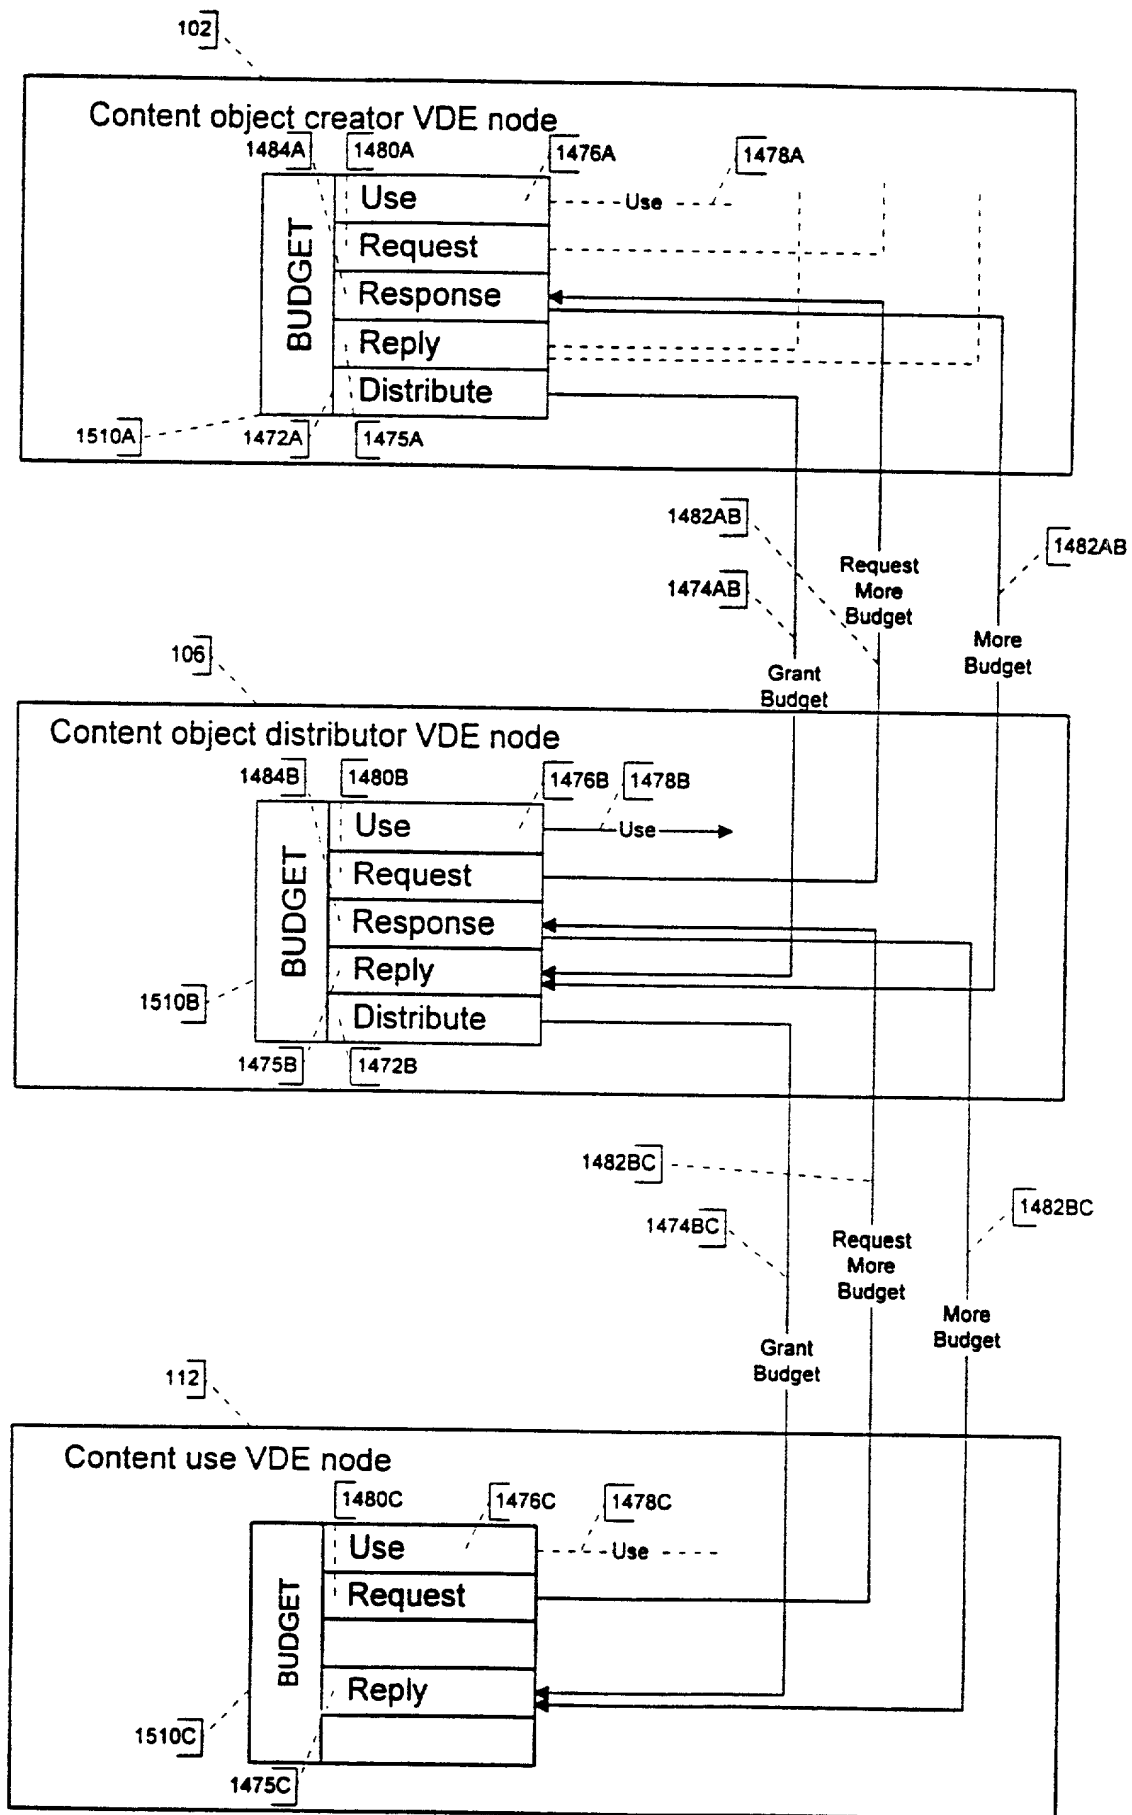 102
Content object creator VDE node
1484A 1480A 1476A 1478A
BUDGET
Use
Use
Request
Response
Reply
Distribute
1510A 1472A 1475A
1482AB
1482AB
1474AB
Request
More
Budget
More
Budget
Grant
Budget
106
Content object distributor VDE node
1484B 1480B 1476B 1478B
BUDGET
Use
Use
Request
Response
Reply
Distribute
1510B
1475B 1472B
1482BC
1482BC
1474BC
Request
More
Budget
More
Budget
Grant
Budget
112
Content use VDE node
1480C 1476C 1478C
BUDGET
Use
Use
Request
Reply
1510C
1475C